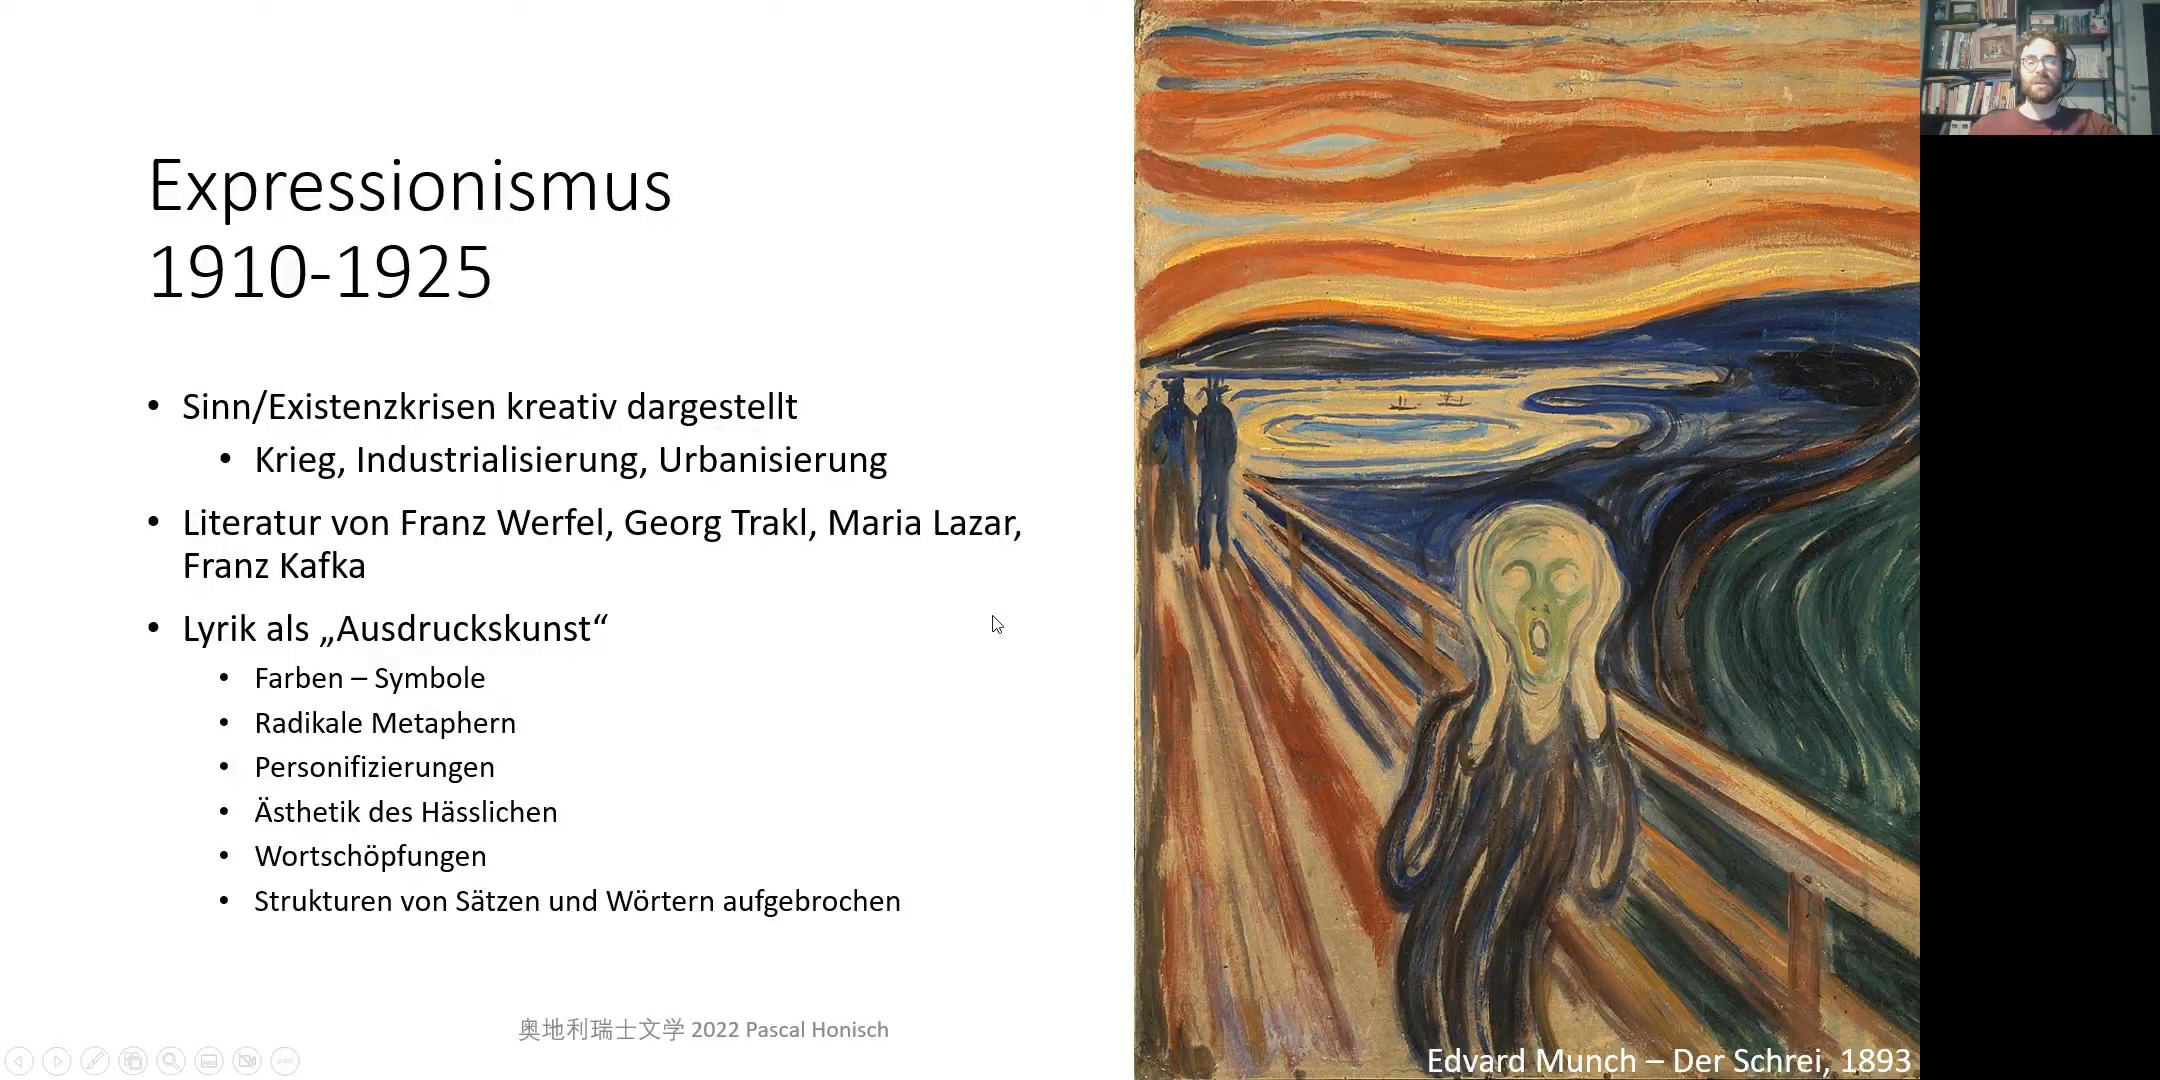 Expressionismus
1910-1925
• Sinn/Existenzkrisen kreativ dargestellt
• Krieg, Industrialisierung, Urbanisierung
• Literatur von Franz Werfel, Georg Trakl, Maria Lazar,
Franz Kafka
• Lyrik als „Ausdruckskunst“
• Farben – Symbole
• Radikale Metaphern
• Personifizierungen
• Ästhetik des Hässlichen
• Wortschöpfungen
• Strukturen von Sätzen und Wörtern aufgebrochen
奥地利瑞士文学 2022 Pascal Honisch
Edvard Munch – Der Schrei, 1893